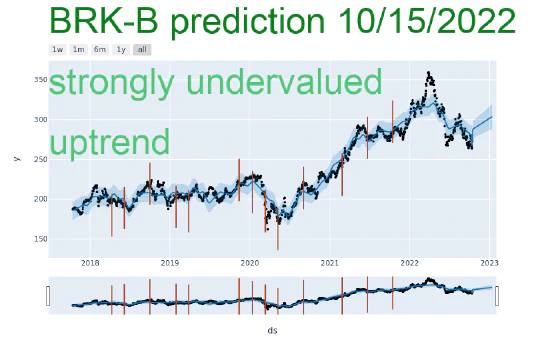 BRK-B prediction 10/15/2022
1w 1m 6m 1y all
strongly undervalued
uptrend
350
300
250
200
150
y
2018 2019 2020 2021 2022 2023
ds